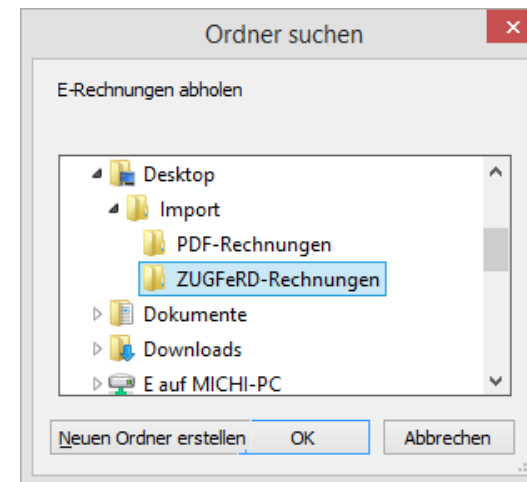 Ordner suchen
E-Rechnungen abholen
Desktop
Import
PDF-Rechnungen
ZUGFeRD-Rechnungen
Dokumente
Downloads
E auf MICHI-PC
Neuen Ordner erstellen OK Abbrechen